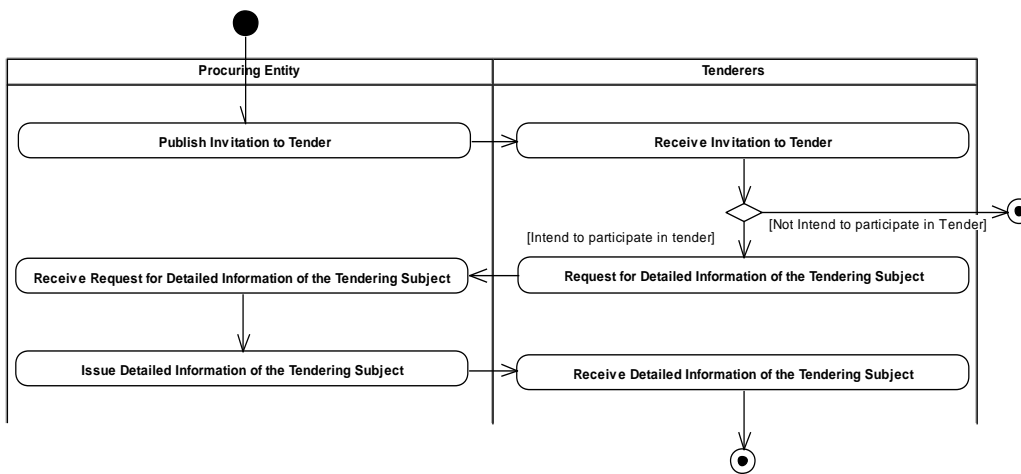 Procuring Entity
Tenderers
Publish Invitation to Tender
Receive Invitation to Tender
[Not Intend to participate in Tender]
[Intend to participate in tender]
Receive Request for Detailed Information of the Tendering Subject
Request for Detailed Information of the Tendering Subject
Issue Detailed Information of the Tendering Subject
Receive Detailed Information of the Tendering Subject